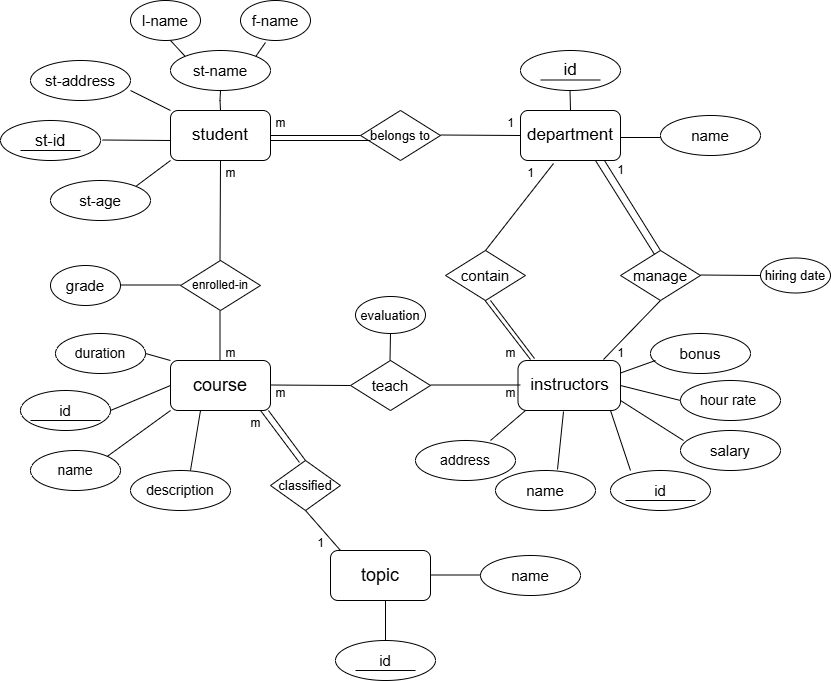 l-name
f-name
st-name
st-address
id
st-id
student
m
belongs to
1
department
name
st-age
m
1
1
grade
enrolled-in
contain
manage
hiring date
evaluation
duration
m
m
1
bonus
course
m
teach
m
instructors
hour rate
id
m
salary
name
description
address
name
id
classified
1
topic
name
id